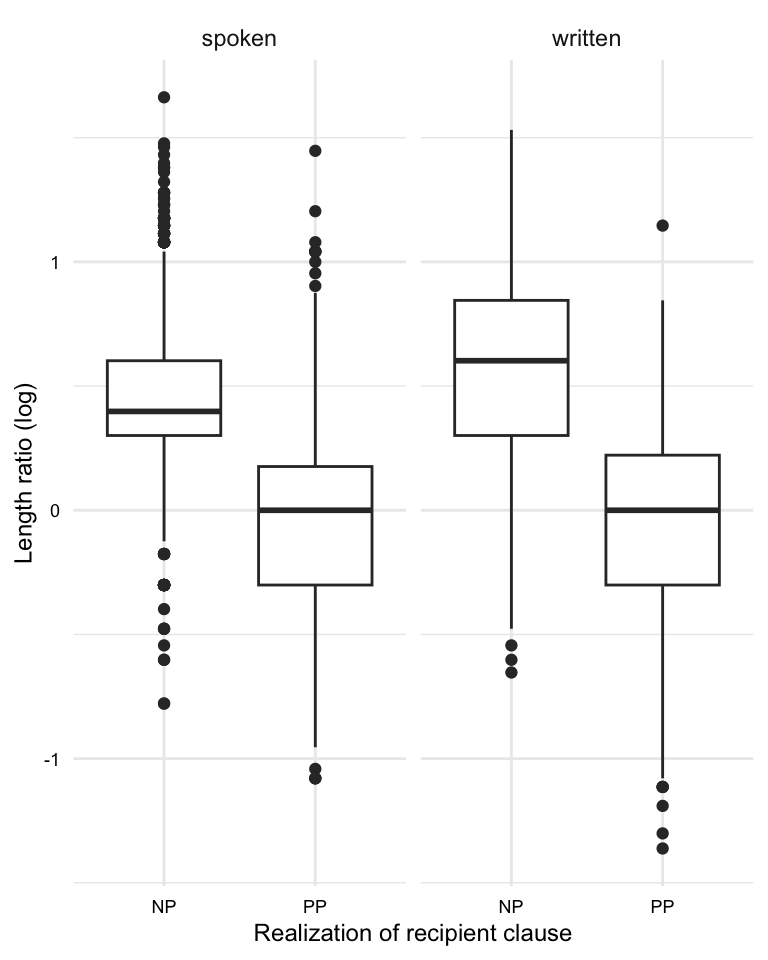 spoken
written
Length ratio (log)
1
0
-1
NP
PP
NP
PP
Realization of recipient clause